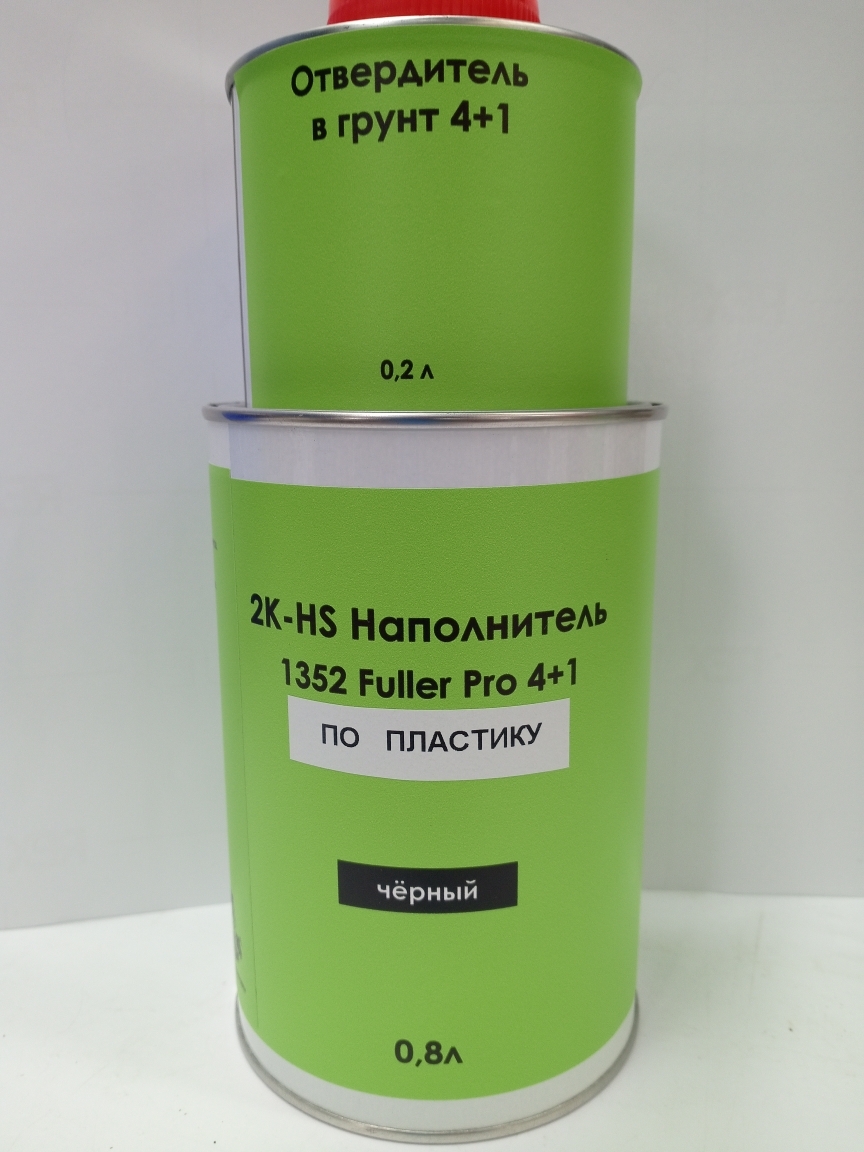 Отвердитель
в грунт 4+1
0,2 л
2K-HS Наполнитель
1352 Fuller Pro 4+1
ПО ПЛАСТИКУ
чёрный
0,8л